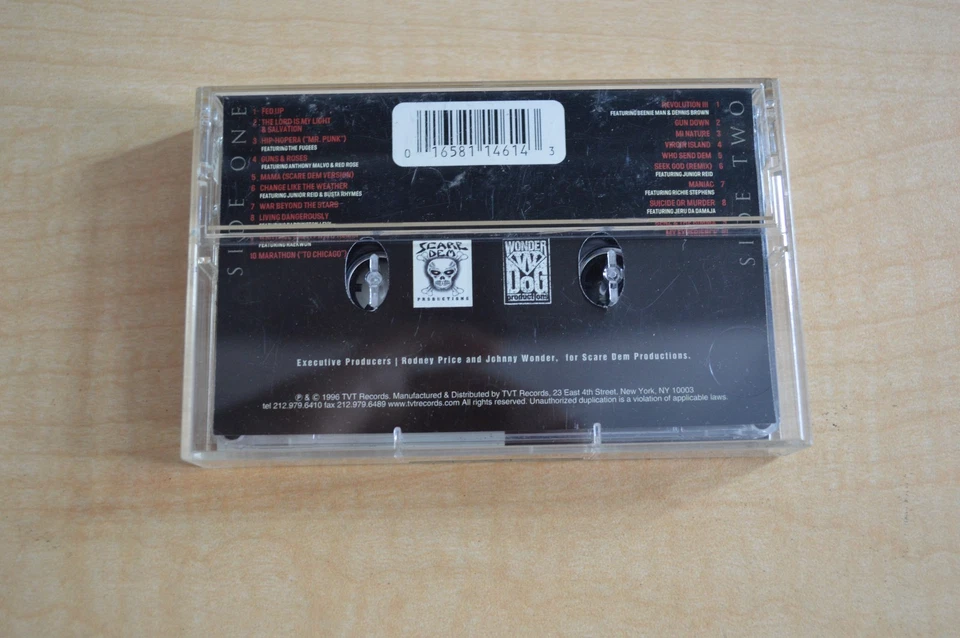 SIDE ONE
1 FED UP
2 THE LORD IS MY LIGHT
& SALVATION
3 HIP-HOPERA ("MR. PUNK")
FEATURING THE FUGEES
4 GUNS & ROSES
FEATURING ANTHONY MALVO & RED ROSE
5 MAMA (SCARE DEM VERSION)
6 CHANGE LIKE THE WEATHER
FEATURING JUNIOR REID & BUSTA RHYMES
7 WAR BEYOND THE STARS
8 LIVING DANGEROUSLY
FEATURING RAEKWON
10 MARATHON ("TO CHICAGO")
0 16581 14614 3
SIDE TWO
REVOLUTION III 1
FEATURING BEENIE MAN & DENNIS BROWN
GUN DOWN 2
MI NATURE 3
VIRGIN ISLAND 4
WHO SEND DEM 5
SEEK GOD (REMIX) 6
FEATURING JUNIOR REID
MANIAC 7
FEATURING RICHIE STEPHENS
SUICIDE OR MURDER 8
FEATURING JERU DA DAMAJA
SCARE
DEM
PRODUCTIONS
WONDER
W
DoG
productions
Executive Producers | Rodney Price and Johnny Wonder, for Scare Dem Productions.
℗ & © 1996 TVT Records. Manufactured & Distributed by TVT Records, 23 East 4th Street, New York, NY 10003
tel 212.979.6410 fax 212.979.6489 www.tvtrecords.com All rights reserved. Unauthorized duplication is a violation of applicable laws.